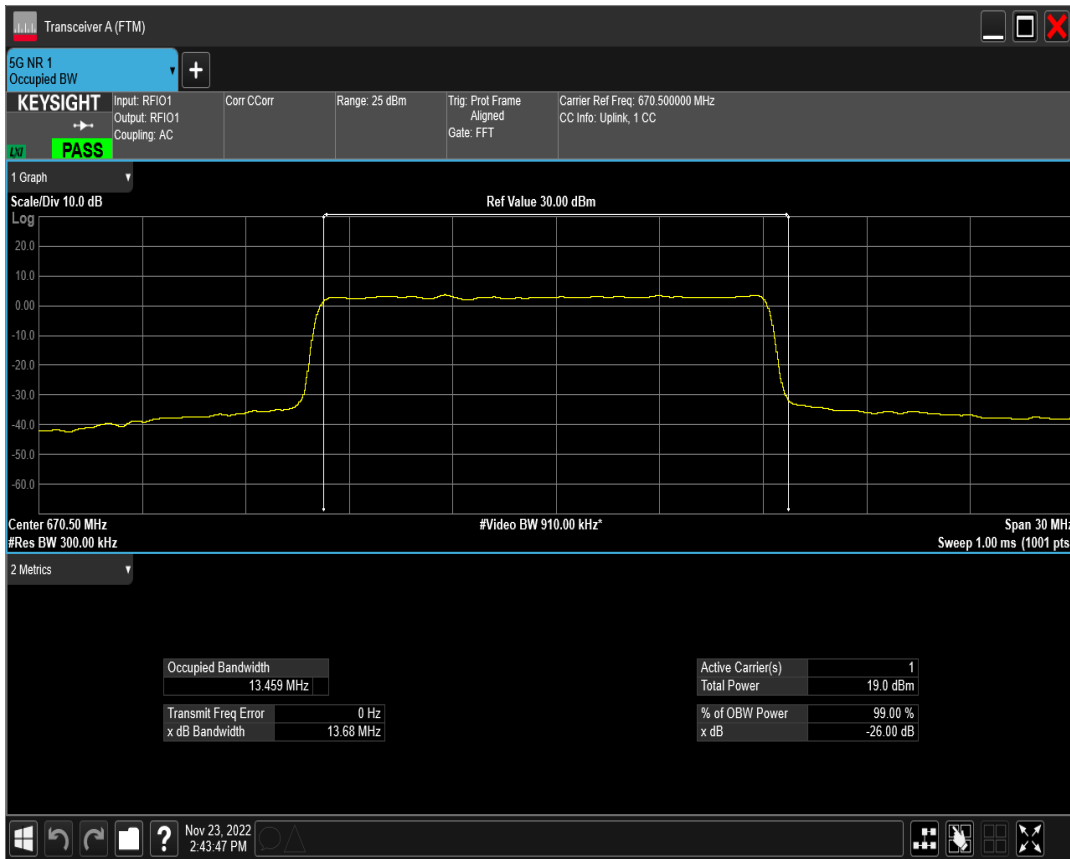 Transceiver A (FTM)
5G NR 1
Occupied BW
+
KEYSIGHT
LXI
PASS
Input: RFIO1
Output: RFIO1
Coupling: AC
Corr CCorr
Range: 25 dBm
Trig: Prot Frame
Aligned
Gate: FFT
Carrier Ref Freq: 670.500000 MHz
CC Info: Uplink, 1 CC
1 Graph
Scale/Div 10.0 dB
Ref Value 30.00 dBm
Log
20.0
10.0
0.00
-10.0
-20.0
-30.0
-40.0
-50.0
-60.0
Center 670.50 MHz
#Video BW 910.00 kHz*
Span 30 MHz
#Res BW 300.00 kHz
Sweep 1.00 ms (1001 pts
2 Metrics
Occupied Bandwidth
13.459 MHz
Transmit Freq Error 0 Hz
x dB Bandwidth 13.68 MHz
Active Carrier(s) 1
Total Power 19.0 dBm
% of OBW Power 99.00 %
x dB -26.00 dB
?
Nov 23, 2022
2:43:47 PM